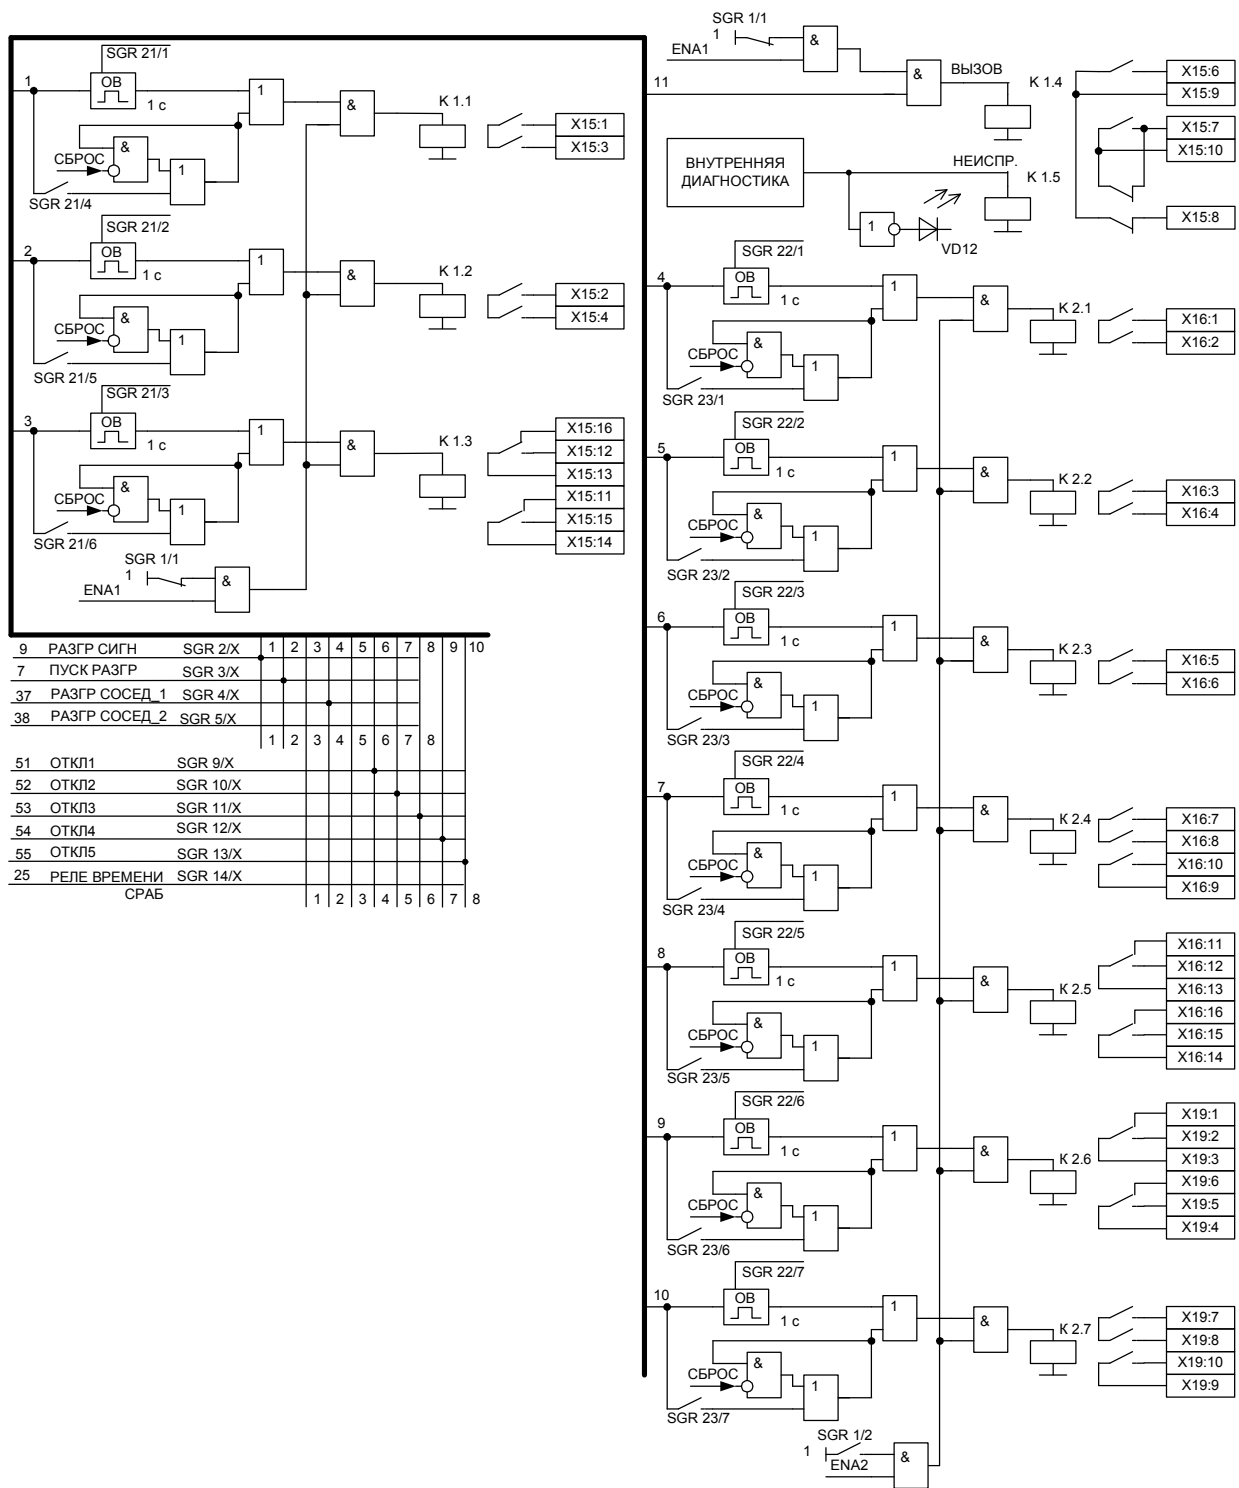 SGR 21/1
1
ОВ
1 с
1
&
K 1.1
X15:1
X15:3
&
СБРОС
1
SGR 21/4
SGR 21/2
2
ОВ
1 с
1
&
K 1.2
X15:2
X15:4
&
СБРОС
1
SGR 21/5
SGR 21/3
3
ОВ
1 с
1
&
K 1.3
X15:16
X15:12
X15:13
X15:11
X15:15
X15:14
&
СБРОС
1
SGR 21/6
SGR 1/1
1
ENA1
&
9 РАЗГР СИГН SGR 2/X 1 2 3 4 5 6 7 8 9 10
7 ПУСК РАЗГР SGR 3/X
37 РАЗГР СОСЕД_1 SGR 4/X
38 РАЗГР СОСЕД_2 SGR 5/X
1 2 3 4 5 6 7 8
51 ОТКЛ1 SGR 9/X
52 ОТКЛ2 SGR 10/X
53 ОТКЛ3 SGR 11/X
54 ОТКЛ4 SGR 12/X
55 ОТКЛ5 SGR 13/X
25 РЕЛЕ ВРЕМЕНИ SGR 14/X
СРАБ 1 2 3 4 5 6 7 8
SGR 1/1
1
ENA1
&
11
&
ВЫЗОВ
K 1.4
X15:6
X15:9
X15:7
X15:10
X15:8
ВНУТРЕННЯЯ
ДИАГНОСТИКА
НЕИСПР.
K 1.5
1
VD12
SGR 22/1
4
ОВ
1 с
1
&
K 2.1
X16:1
X16:2
&
СБРОС
1
SGR 23/1
SGR 22/2
5
ОВ
1 с
1
&
K 2.2
X16:3
X16:4
&
СБРОС
1
SGR 23/2
SGR 22/3
6
ОВ
1 с
1
&
K 2.3
X16:5
X16:6
&
СБРОС
1
SGR 23/3
SGR 22/4
7
ОВ
1 с
1
&
K 2.4
X16:7
X16:8
X16:10
X16:9
&
СБРОС
1
SGR 23/4
SGR 22/5
8
ОВ
1 с
1
&
K 2.5
X16:11
X16:12
X16:13
X16:16
X16:15
X16:14
&
СБРОС
1
SGR 23/5
SGR 22/6
9
ОВ
1 с
1
&
K 2.6
X19:1
X19:2
X19:3
X19:6
X19:5
X19:4
&
СБРОС
1
SGR 23/6
SGR 22/7
10
ОВ
1 с
1
&
K 2.7
X19:7
X19:8
X19:10
X19:9
&
СБРОС
1
SGR 23/7
SGR 1/2
1
ENA2
&